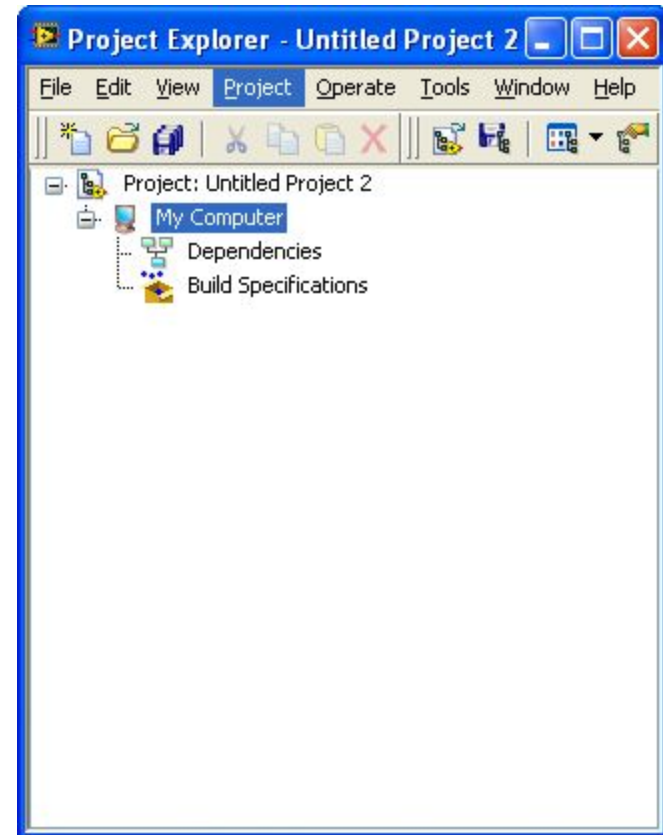 Project Explorer - Untitled Project 2
File Edit View Project Operate Tools Window Help
Project: Untitled Project 2
My Computer
Dependencies
Build Specifications